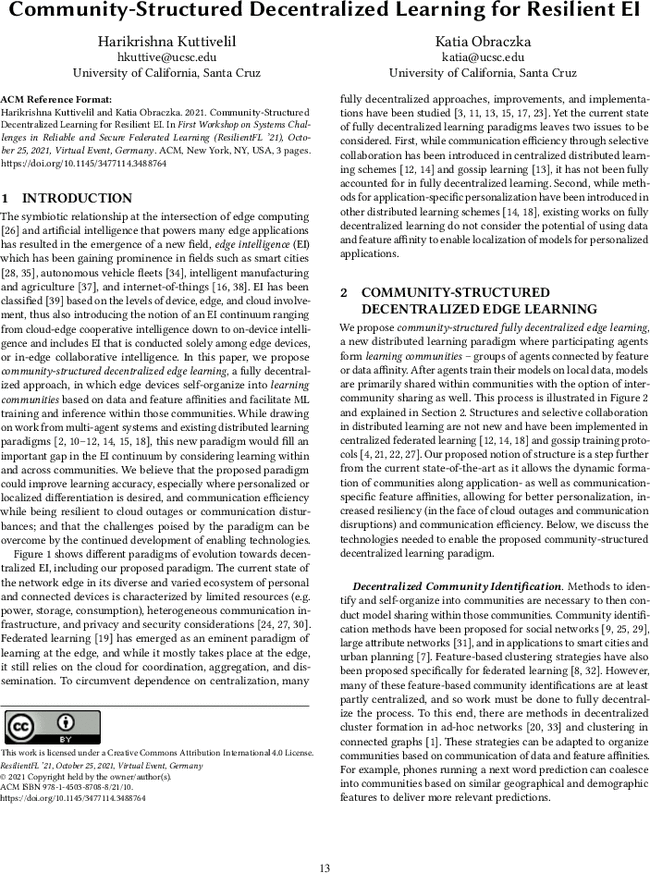 Community-Structured Decentralized Learning for Resilient EI
Harikrishna Kuttivelil
hkuttive@ucsc.edu
University of California, Santa Cruz
Katia Obraczka
katia@ucsc.edu
University of California, Santa Cruz
ACM Reference Format:
Harikrishna Kuttivelil and Katia Obraczka. 2021. Community-Structured
Decentralized Learning for Resilient EI. In First Workshop on Systems Chal-
lenges in Reliable and Secure Federated Learning (ResilientFL '21), Octo-
ber 25, 2021, Virtual Event, Germany. ACM, New York, NY, USA, 3 pages.
https://doi.org/10.1145/3477114.3488764
1 INTRODUCTION
The symbiotic relationship at the intersection of edge computing
[26] and artificial intelligence that powers many edge applications
has resulted in the emergence of a new field, edge intelligence (EI)
which has been gaining prominence in fields such as smart cities
[28, 35], autonomous vehicle fleets [34], intelligent manufacturing
and agriculture [37], and internet-of-things [16, 38]. EI has been
classified [39] based on the levels of device, edge, and cloud involve-
ment, thus also introducing the notion of an EI continuum ranging
from cloud-edge cooperative intelligence down to on-device intelli-
gence and includes EI that is conducted solely among edge devices,
or in-edge collaborative intelligence. In this paper, we propose
community-structured decentralized edge learning, a fully decentral-
ized approach, in which edge devices self-organize into learning
communities based on data and feature affinities and facilitate ML
training and inference within those communities. While drawing
on work from multi-agent systems and existing distributed learning
paradigms [2, 10–12, 14, 15, 18], this new paradigm would fill an
important gap in the EI continuum by considering learning within
and across communities. We believe that the proposed paradigm
could improve learning accuracy, especially where personalized or
localized differentiation is desired, and communication efficiency
while being resilient to cloud outages or communication distur-
bances; and that the challenges poised by the paradigm can be
overcome by the continued development of enabling technologies.
Figure 1 shows different paradigms of evolution towards decen-
tralized EI, including our proposed paradigm. The current state of
the network edge in its diverse and varied ecosystem of personal
and connected devices is characterized by limited resources (e.g.
power, storage, consumption), heterogeneous communication in-
frastructure, and privacy and security considerations [24, 27, 30].
Federated learning [19] has emerged as an eminent paradigm of
learning at the edge, and while it mostly takes place at the edge,
it still relies on the cloud for coordination, aggregation, and dis-
semination. To circumvent dependence on centralization, many
cc
BY
This work is licensed under a Creative Commons Attribution International 4.0 License.
ResilientFL '21, October 25, 2021, Virtual Event, Germany
© 2021 Copyright held by the owner/author(s).
ACM ISBN 978-1-4503-8708-8/21/10.
https://doi.org/10.1145/3477114.3488764
fully decentralized approaches, improvements, and implementa-
tions have been studied [3, 11, 13, 15, 17, 23]. Yet the current state
of fully decentralized learning paradigms leaves two issues to be
considered. First, while communication efficiency through selective
collaboration has been introduced in centralized distributed learn-
ing schemes [12, 14] and gossip learning [13], it has not been fully
accounted for in fully decentralized learning. Second, while meth-
ods for application-specific personalization have been introduced in
other distributed learning schemes [14, 18], existing works on fully
decentralized learning do not consider the potential of using data
and feature affinity to enable localization of models for personalized
applications.
2 COMMUNITY-STRUCTURED
DECENTRALIZED EDGE LEARNING
We propose community-structured fully decentralized edge learning,
a new distributed learning paradigm where participating agents
form learning communities – groups of agents connected by feature
or data affinity. After agents train their models on local data, models
are primarily shared within communities with the option of inter-
community sharing as well. This process is illustrated in Figure 2
and explained in Section 2. Structures and selective collaboration
in distributed learning are not new and have been implemented in
centralized federated learning [12, 14, 18] and gossip training proto-
cols [4, 21, 22, 27]. Our proposed notion of structure is a step further
from the current state-of-the-art as it allows the dynamic forma-
tion of communities along application- as well as communication-
specific feature affinities, allowing for better personalization, in-
creased resiliency (in the face of cloud outages and communication
disruptions) and communication efficiency. Below, we discuss the
technologies needed to enable the proposed community-structured
decentralized learning paradigm.
Decentralized Community Identification. Methods to iden-
tify and self-organize into communities are necessary to then con-
duct model sharing within those communities. Community identifi-
cation methods have been proposed for social networks [9, 25, 29],
large attribute networks [31], and in applications to smart cities and
urban planning [7]. Feature-based clustering strategies have also
been proposed specifically for federated learning [8, 32]. However,
many of these feature-based community identifications are at least
partly centralized, and so work must be done to fully decentral-
ize the process. To this end, there are methods in decentralized
cluster formation in ad-hoc networks [20, 33] and clustering in
connected graphs [1]. These strategies can be adapted to organize
communities based on communication of data and feature affinities.
For example, phones running a next word prediction can coalesce
into communities based on similar geographical and demographic
features to deliver more relevant predictions.
13